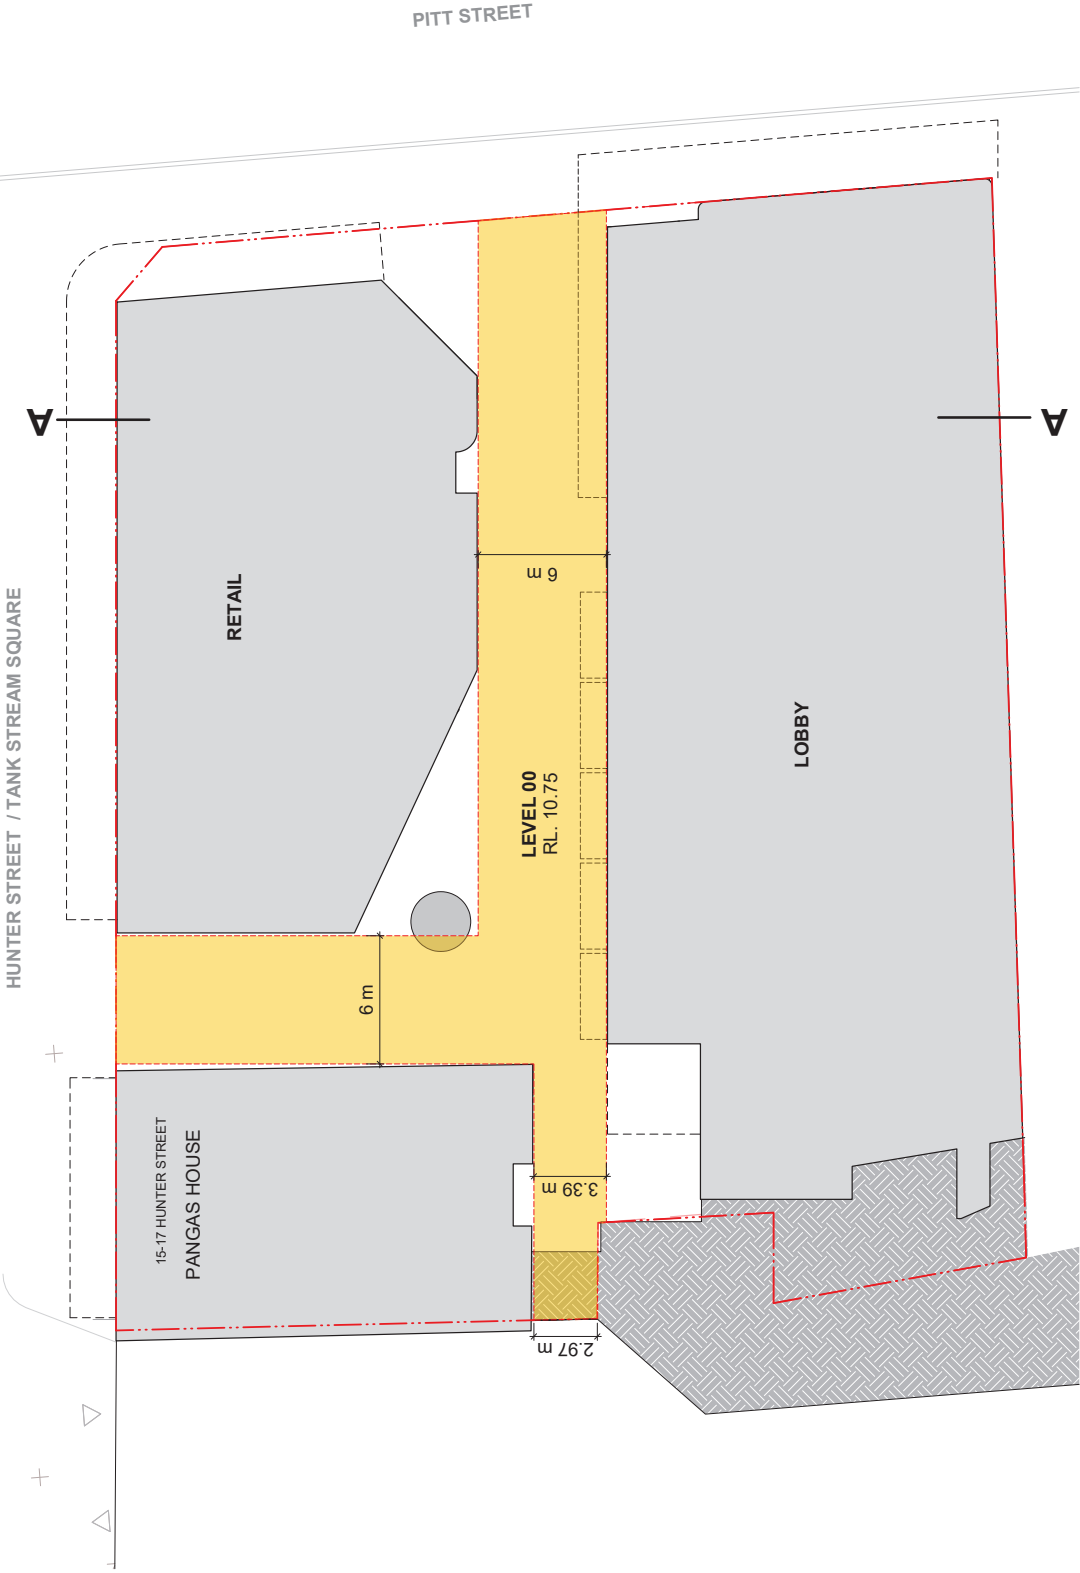 PITT STREET
A
A
RETAIL
6 m
HUNTER STREET / TANK STREAM SQUARE
LOBBY
LEVEL 00
RL. 10.75
6 m
15-17 HUNTER STREET
PANGAS HOUSE
3.39 m
2.97 m